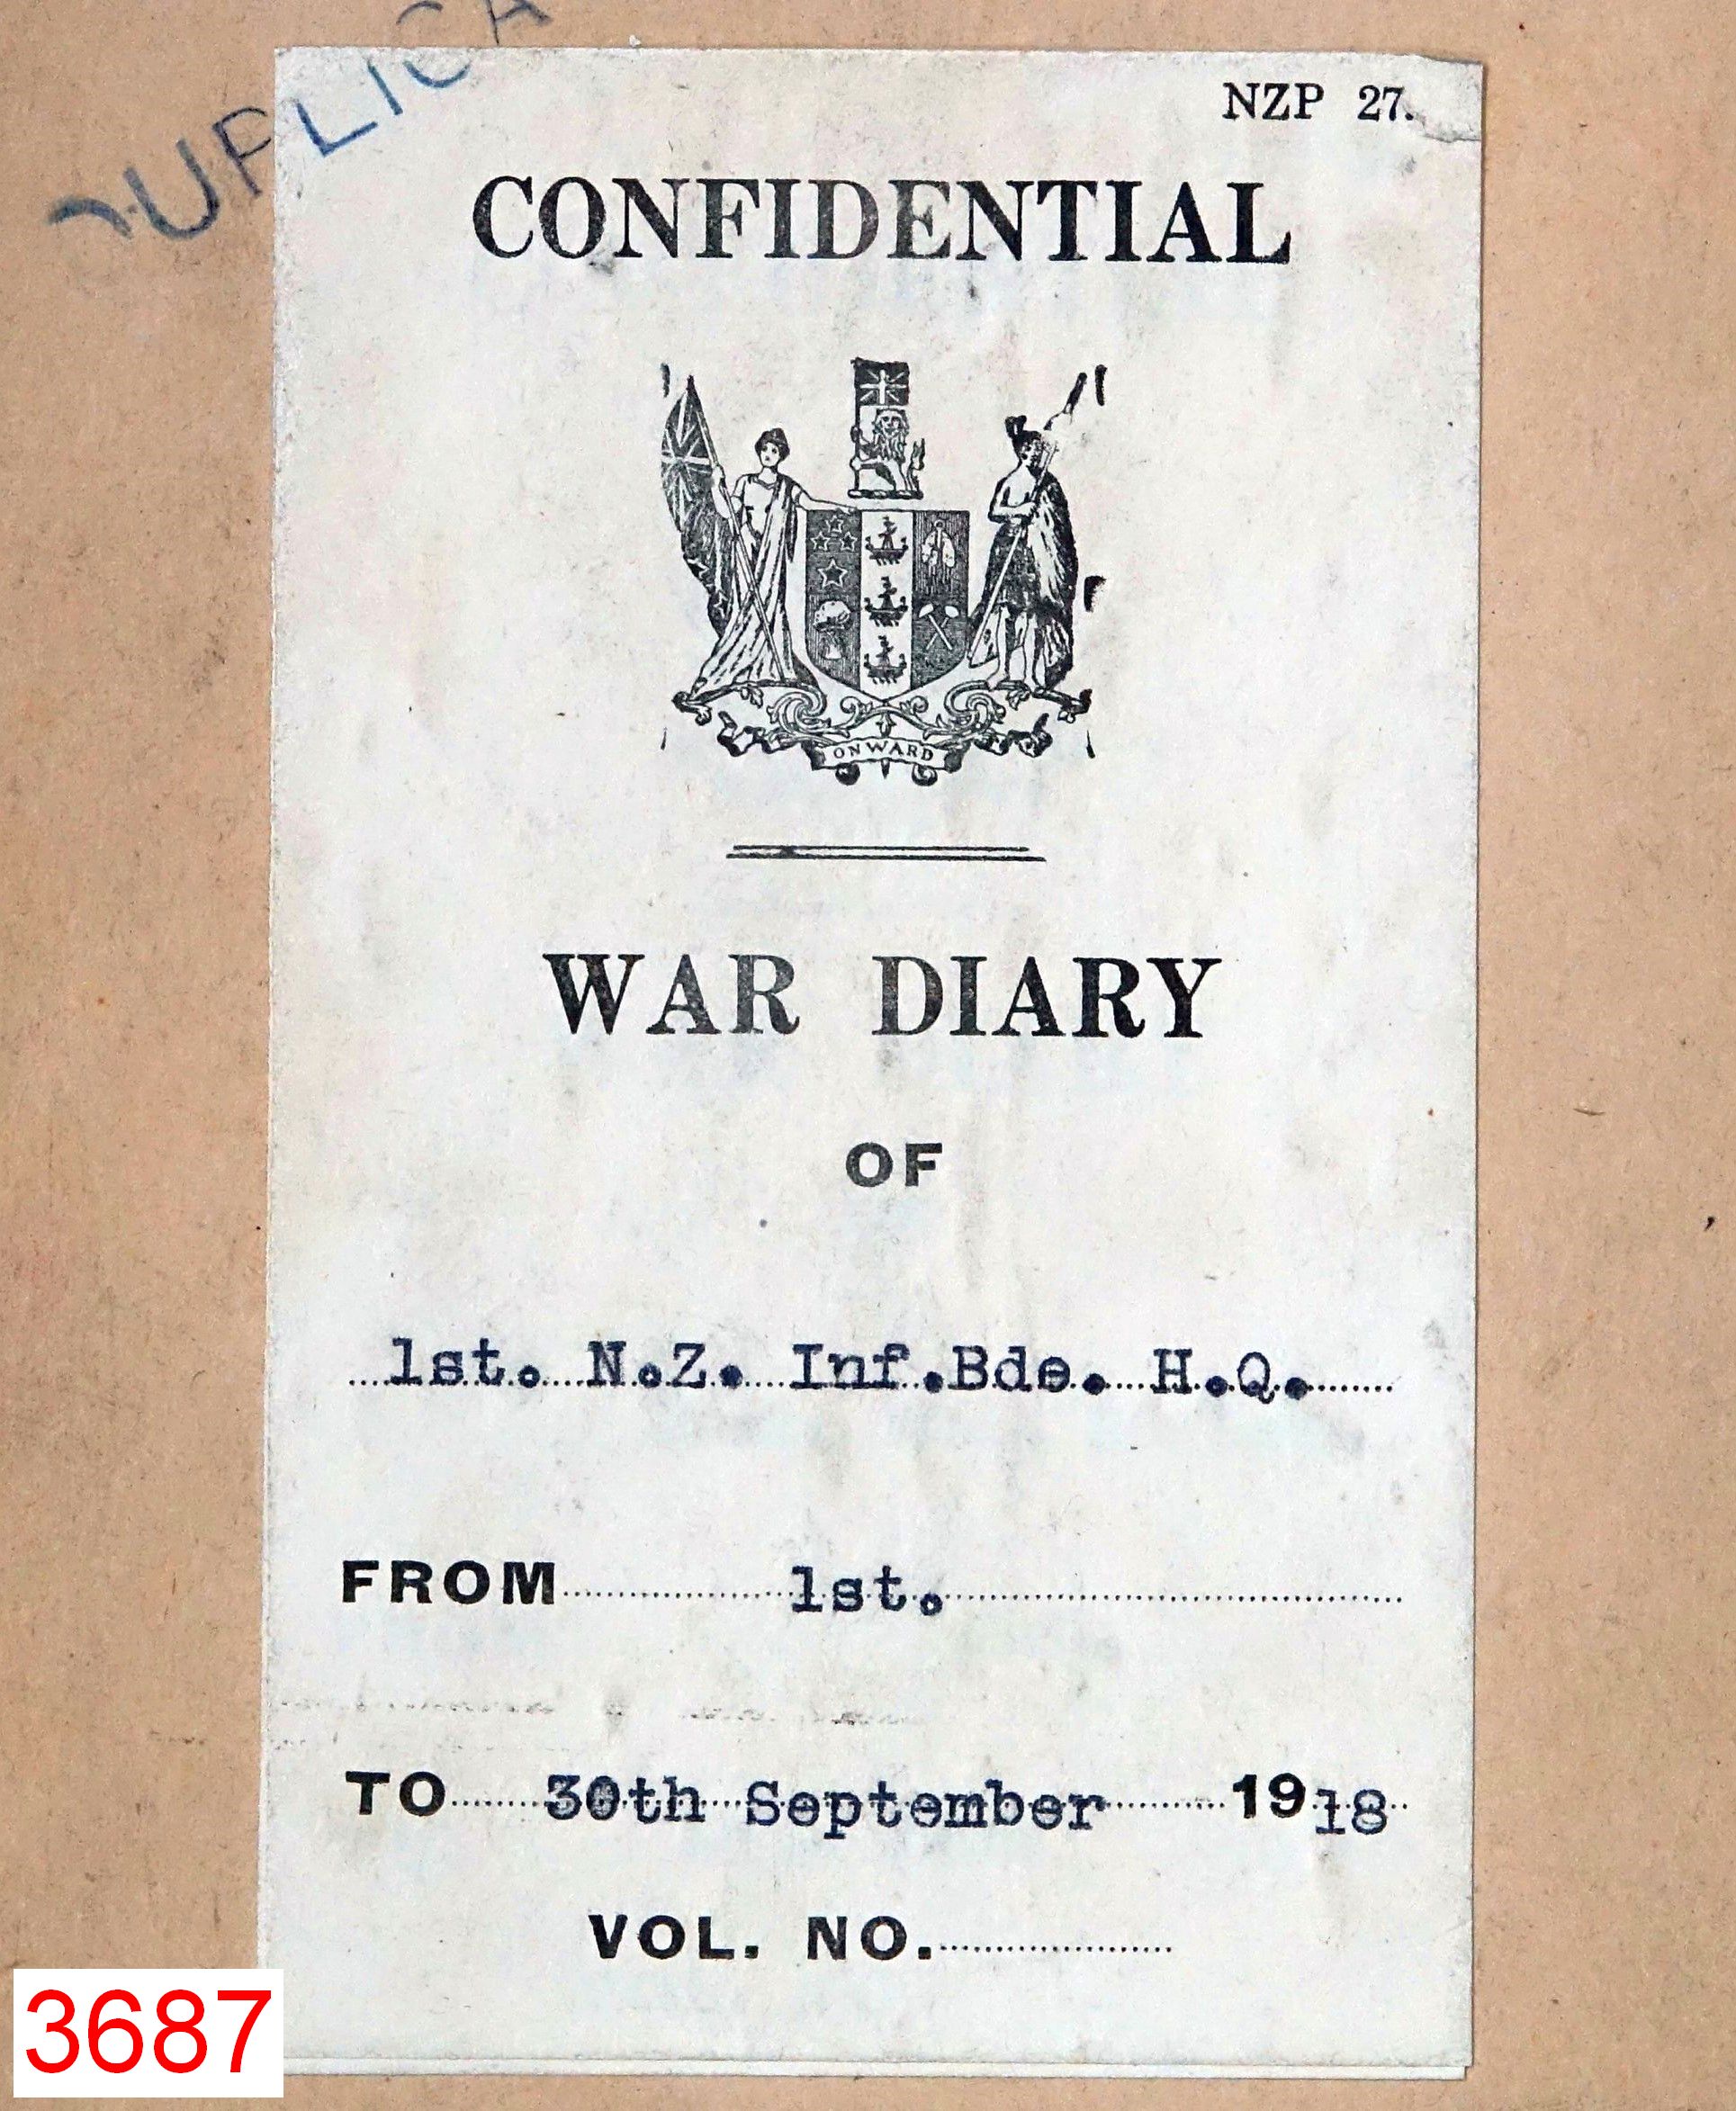 NZP 27.
CONFIDENTIAL
ONWARD
WAR DIARY
OF
1st. N.Z. Inf.Bde. H.Q.
FROM 1st.
TO 30th September 1918
VOL. NO.
3687